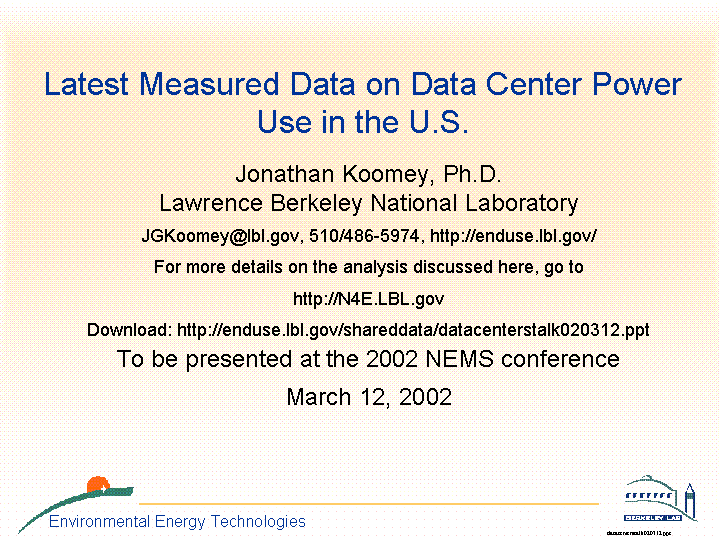 Latest Measured Data on Data Center Power
Use in the U.S.
Jonathan Koomey, Ph.D.
Lawrence Berkeley National Laboratory
JGKoomey@lbl.gov, 510/486-5974, http://enduse.lbl.gov/
For more details on the analysis discussed here, go to
http://N4E.LBL.gov
Download: http://enduse.lbl.gov/shareddata/datacenterstalk020312.ppt
To be presented at the 2002 NEMS conference
March 12, 2002
Environmental Energy Technologies
BERKELEY LAB